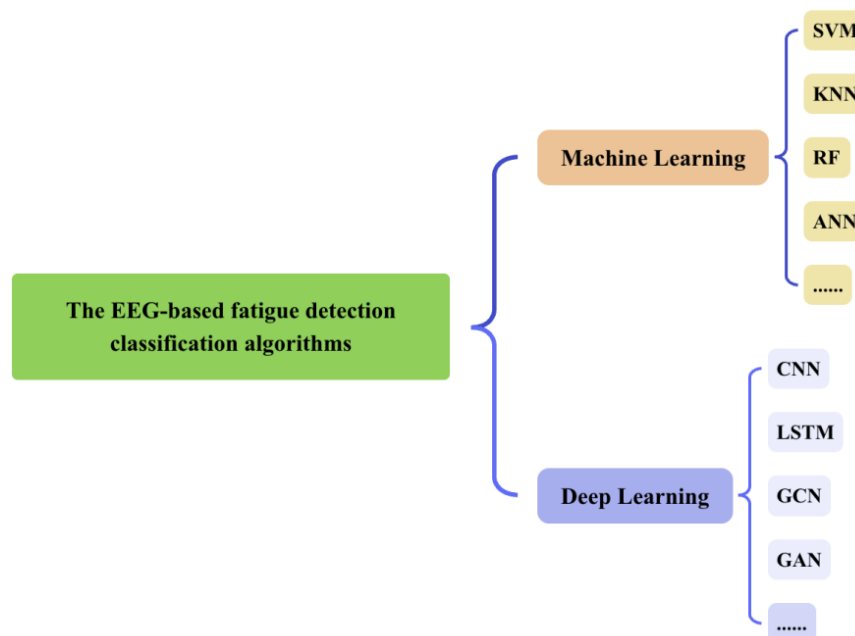 The EEG-based fatigue detection
classification algorithms
Machine Learning
SVM
KNN
RF
ANN
......
Deep Learning
CNN
LSTM
GCN
GAN
......